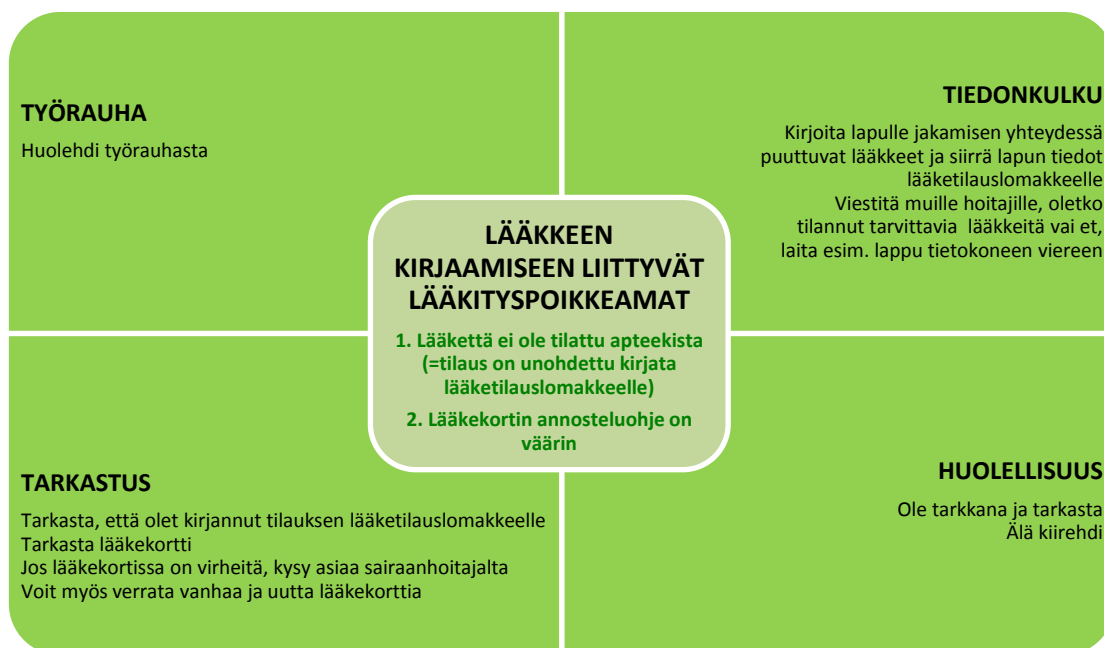 TYÖRAUHA
Huolehdi työrauhasta
TIEDONKULKU
Kirjoita lapulle jakamisen yhteydessä
puuttuvat lääkkeet ja siirrä lapun tiedot
lääketilauslomakkeelle
Viestitä muille hoitajille, oletko
tilannut tarvittavia lääkkeitä vai et,
laita esim. lappu tietokoneen viereen
LÄÄKKEEN
KIRJAAMISEEN LIITTYVÄT
LÄÄKITYSPOIKKEAMAT
1. Lääkettä ei ole tilattu apteekista
(=tilaus on unohdettu kirjata
lääketilauslomakkeelle)
2. Lääkekortin annosteluohje on
väärin
TARKASTUS
Tarkasta, että olet kirjannut tilauksen lääketilauslomakkeelle
Tarkasta lääkekortti
Jos lääkekortissa on virheitä, kysy asiaa sairaanhoitajalta
Voit myös verrata vanhaa ja uutta lääkekorttia
HUOLELLISUUS
Ole tarkkana ja tarkasta
Älä kiirehdi